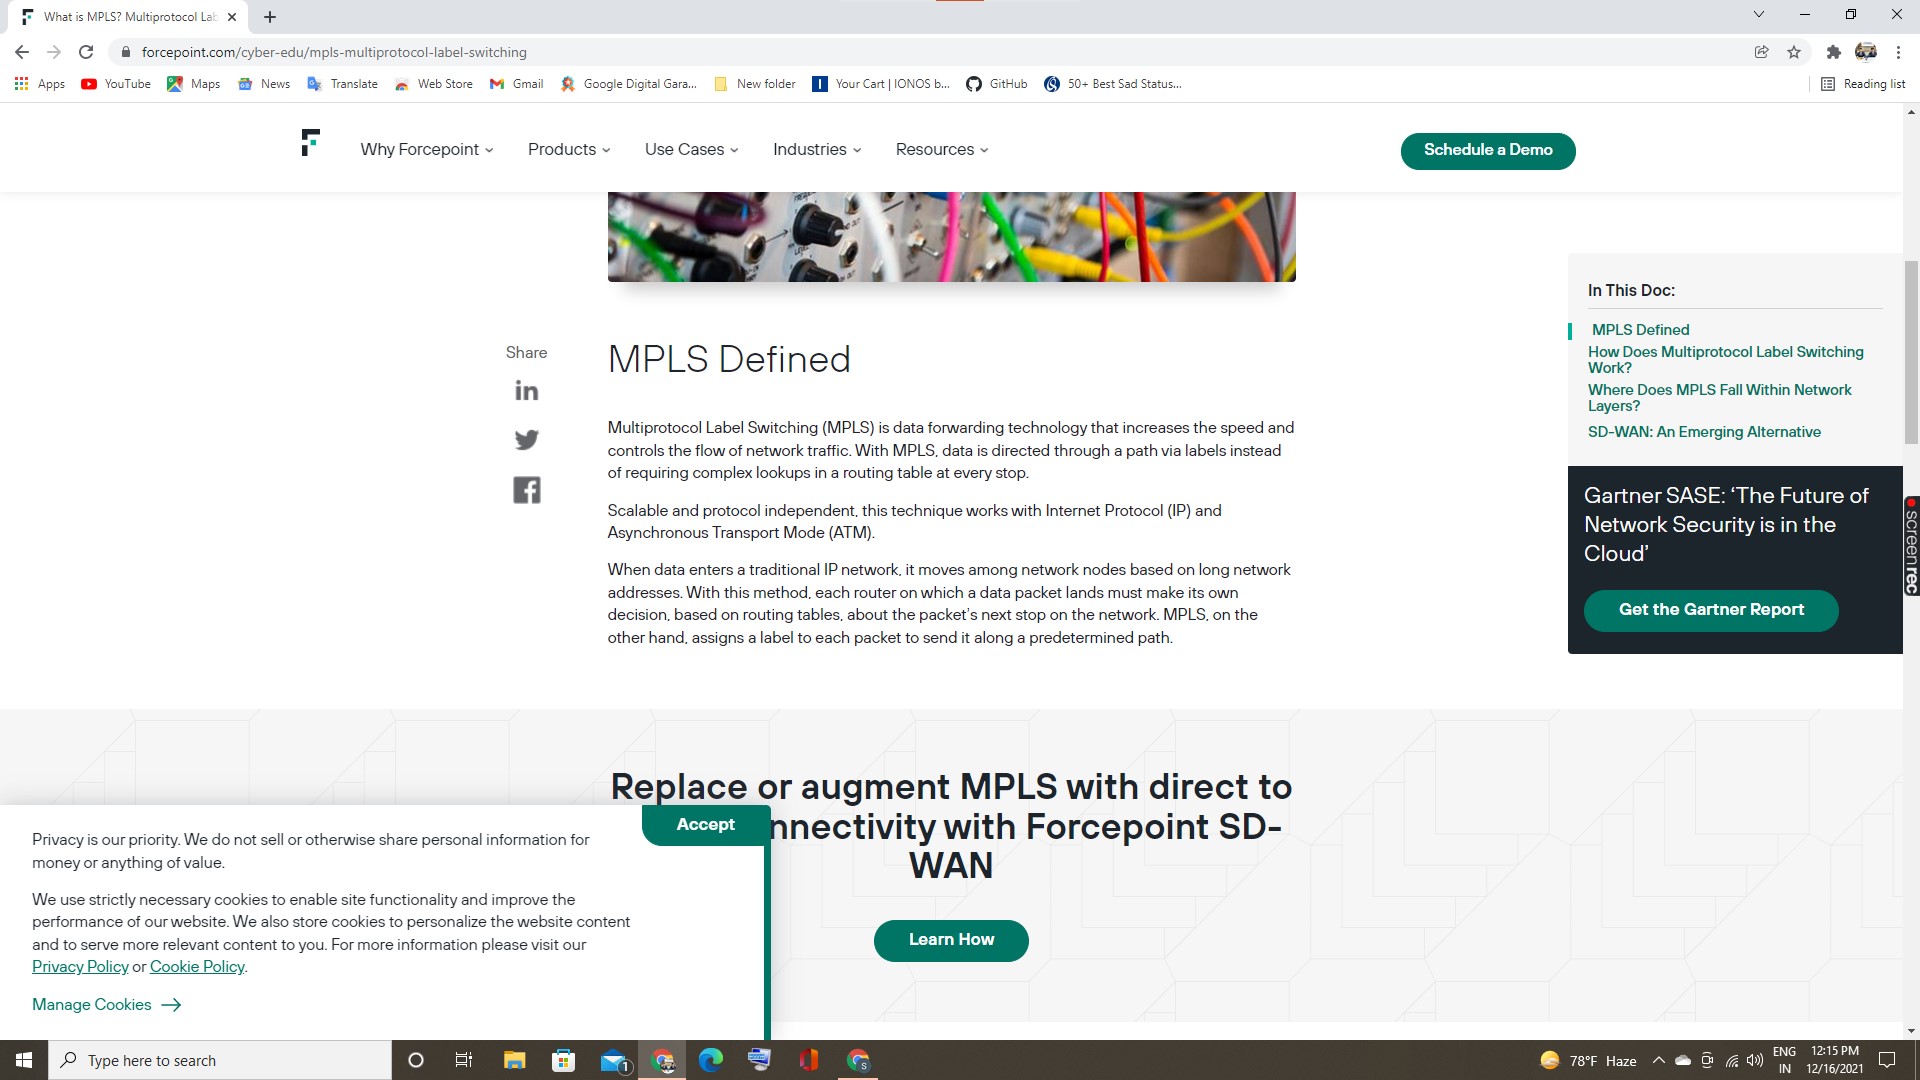 What is MPLS? Multiprotocol Lab
forcepoint.com/cyber-edu/mpls-multiprotocol-label-switching
Apps YouTube Maps News Translate Web Store Gmail Google Digital Gara... New folder Your Cart | IONOS b... GitHub 50+ Best Sad Status... Reading list
Why Forcepoint Products Use Cases Industries Resources Schedule a Demo
Share
MPLS Defined
Multiprotocol Label Switching (MPLS) is data forwarding technology that increases the speed and
controls the flow of network traffic. With MPLS, data is directed through a path via labels instead
of requiring complex lookups in a routing table at every stop.
Scalable and protocol independent, this technique works with Internet Protocol (IP) and
Asynchronous Transport Mode (ATM).
When data enters a traditional IP network, it moves among network nodes based on long network
addresses. With this method, each router on which a data packet lands must make its own
decision, based on routing tables, about the packet's next stop on the network. MPLS, on the
other hand, assigns a label to each packet to send it along a predetermined path.
In This Doc:
MPLS Defined
How Does Multiprotocol Label Switching
Work?
Where Does MPLS Fall Within Network
Layers?
SD-WAN: An Emerging Alternative
Gartner SASE: ‘The Future of
Network Security is in the
Cloud’
Get the Gartner Report
screenrec
Replace or augment MPLS with direct to
nnectivity with Forcepoint SD-
WAN
Learn How
Accept
Privacy is our priority. We do not sell or otherwise share personal information for
money or anything of value.
We use strictly necessary cookies to enable site functionality and improve the
performance of our website. We also store cookies to personalize the website content
and to serve more relevant content to you. For more information please visit our
Privacy Policy or Cookie Policy.
Manage Cookies
Type here to search
1
S
78°F Haze
ENG
IN
12:15 PM
12/16/2021